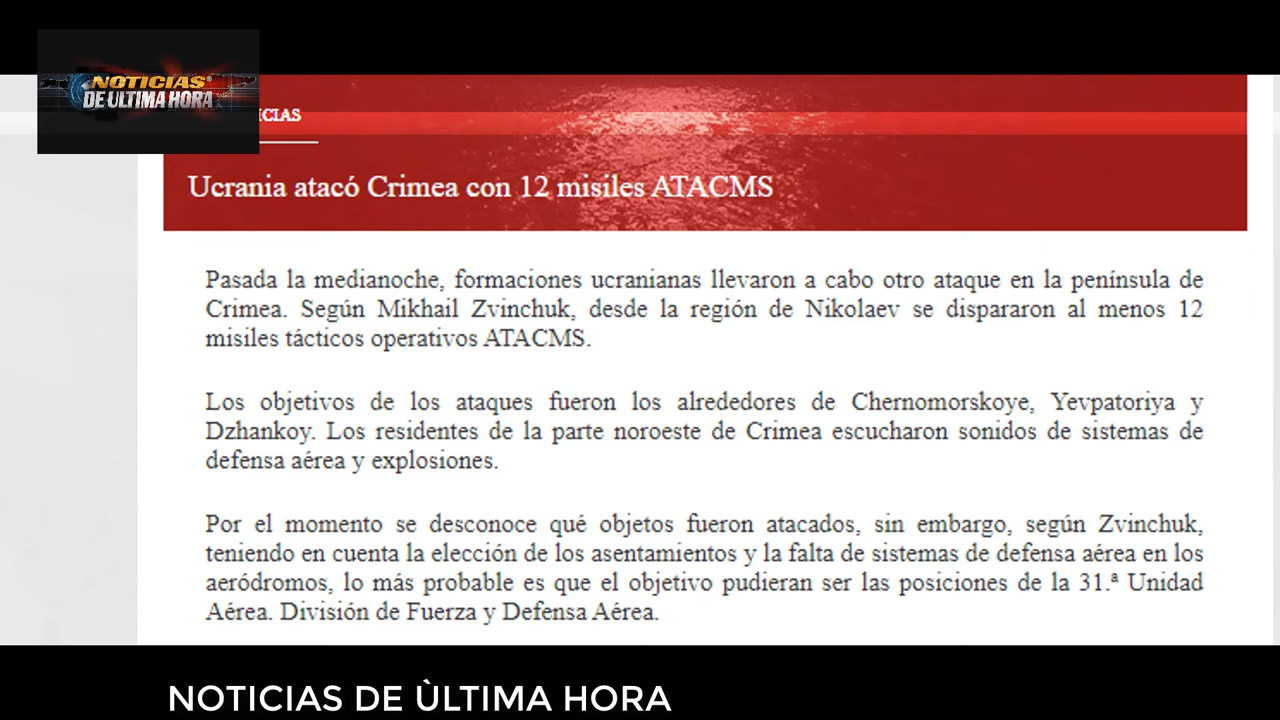 NOTICIAS®
DE ULTIMA HORA
ICIAS
Ucrania atacó Crimea con 12 misiles ATACMS
Pasada la medianoche, formaciones ucranianas llevaron a cabo otro ataque en la península de
Crimea. Según Mikhail Zvinchuk, desde la región de Nikolaev se dispararon al menos 12
misiles tácticos operativos ATACMS.
Los objetivos de los ataques fueron los alrededores de Chernomorskoye, Yevpatoriya y
Dzhankoy. Los residentes de la parte noroeste de Crimea escucharon sonidos de sistemas de
defensa aérea y explosiones.
Por el momento se desconoce qué objetos fueron atacados, sin embargo, según Zvinchuk,
teniendo en cuenta la elección de los asentamientos y la falta de sistemas de defensa aérea en los
aeródromos, lo más probable es que el objetivo pudieran ser las posiciones de la 31.ª Unidad
Aérea. División de Fuerza y Defensa Aérea.
NOTICIAS DE ÙLTIMA HORA